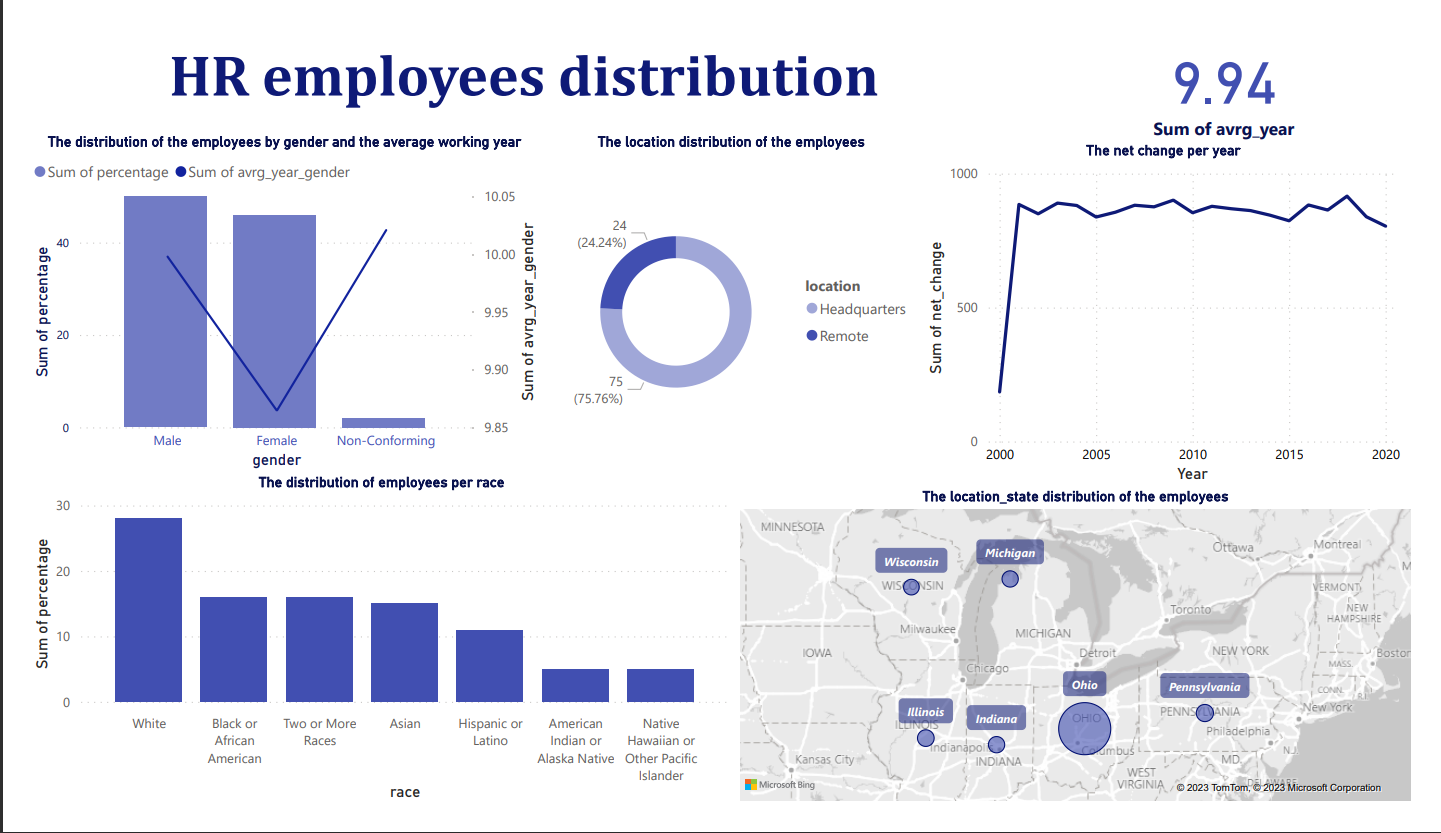 HR employees distribution
9.94
Sum of avrg_year
The distribution of the employees by gender and the average working year
Sum of percentage
Sum of avrg_year_gender
Sum of percentage
40
20
0
10.05
10.00
9.95
9.90
9.85
Sum of avrg_year_gender
Male
Female
Non-Conforming
gender
The location distribution of the employees
24
(24.24%)
75
(75.76%)
location
Headquarters
Remote
The net change per year
Sum of net_change
1000
500
0
2000
2005
2010
2015
2020
Year
The distribution of employees per race
Sum of percentage
30
20
10
0
White
Black or
African
American
Two or More
Races
Asian
Hispanic or
Latino
American
Indian or
Alaska Native
Native
Hawaiian or
Other Pacific
Islander
race
The location_state distribution of the employees
MINNESOTA
Wisconsin
WISCONSIN
Michigan
Ottawa
Montreal
VERMONT
NEW
HAMPSHIRE
Toronto
Milwaukee
MICHIGAN
IOWA
Detroit
NEW YORK
MASS.
Boston
Chicago
Ohio
OHIO
Pennsylvania
PENNSYLVANIA
CONN.
R.I.
New York
Illinois
ILLINOIS
Indiana
Indianapolis
INDIANA
Columbus
Philadelphia
N.J.
Kansas City
MD.
WEST
VIRGINIA
DELAWARE
Microsoft Bing
© 2023 TomTom, © 2023 Microsoft Corporation